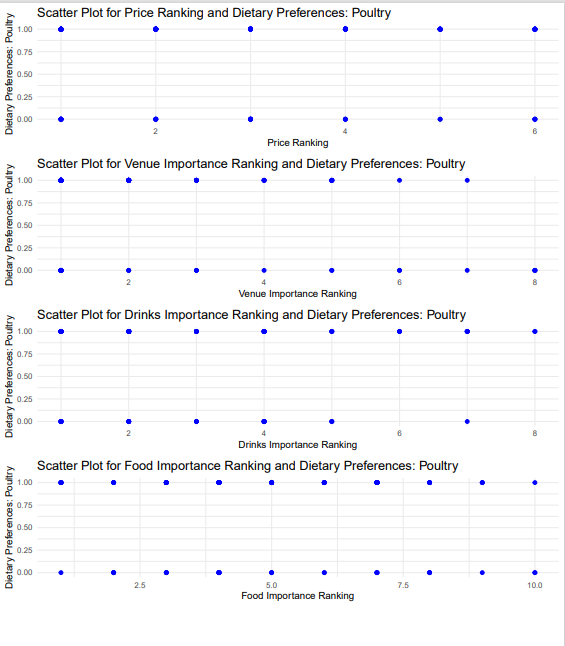 Scatter Plot for Price Ranking and Dietary Preferences: Poultry
Dietary Preferences: Poultry
1.00
0.75
0.50
0.25
0.00
2
4
6
Price Ranking
Scatter Plot for Venue Importance Ranking and Dietary Preferences: Poultry
Dietary Preferences: Poultry
1.00
0.75
0.50
0.25
0.00
2
4
6
8
Venue Importance Ranking
Scatter Plot for Drinks Importance Ranking and Dietary Preferences: Poultry
Dietary Preferences: Poultry
1.00
0.75
0.50
0.25
0.00
2
4
6
8
Drinks Importance Ranking
Scatter Plot for Food Importance Ranking and Dietary Preferences: Poultry
Dietary Preferences: Poultry
1.00
0.75
0.50
0.25
0.00
2.5
5.0
7.5
10.0
Food Importance Ranking